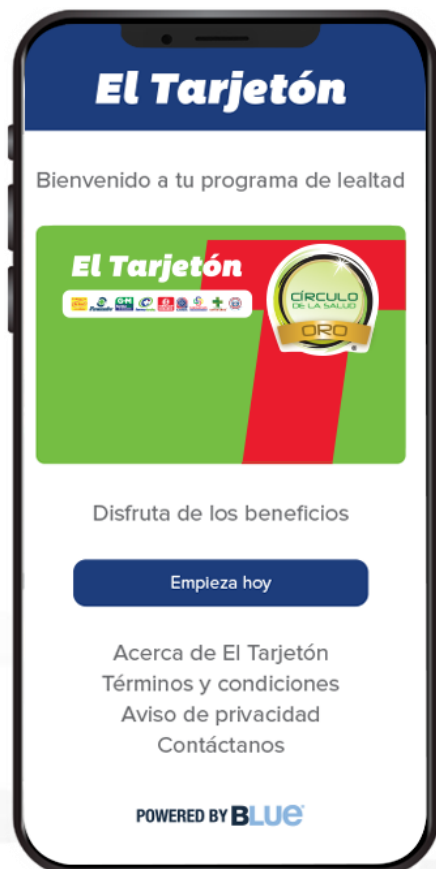 El Tarjetón
Bienvenido a tu programa de lealtad
El Tarjetón
CÍRCULO
DE LA SALUD
ORO
Disfruta de los beneficios
Empieza hoy
Acerca de El Tarjetón
Términos y condiciones
Aviso de privacidad
Contáctanos
POWERED BY BLUE